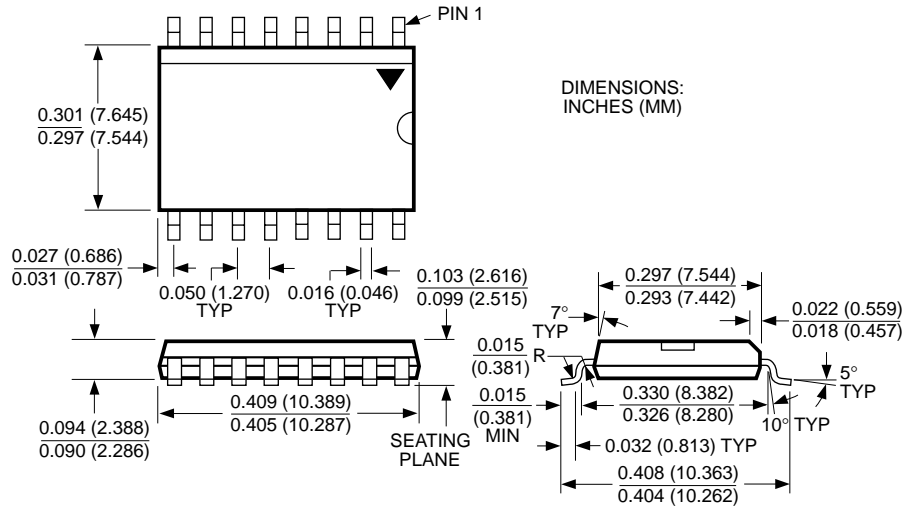 PIN 1
DIMENSIONS:
INCHES (MM)
0.301 (7.645)
0.297 (7.544)
0.027 (0.686)
0.031 (0.787)
0.050 (1.270)
TYP
0.016 (0.046)
TYP
0.103 (2.616)
0.099 (2.515)
0.297 (7.544)
0.293 (7.442)
0.022 (0.559)
0.018 (0.457)
7°
TYP
0.015
(0.381)
R
5°
TYP
0.094 (2.388)
0.090 (2.286)
0.409 (10.389)
0.405 (10.287)
SEATING
PLANE
0.015
(0.381)
MIN
0.330 (8.382)
0.326 (8.280)
10° TYP
0.032 (0.813) TYP
0.408 (10.363)
0.404 (10.262)